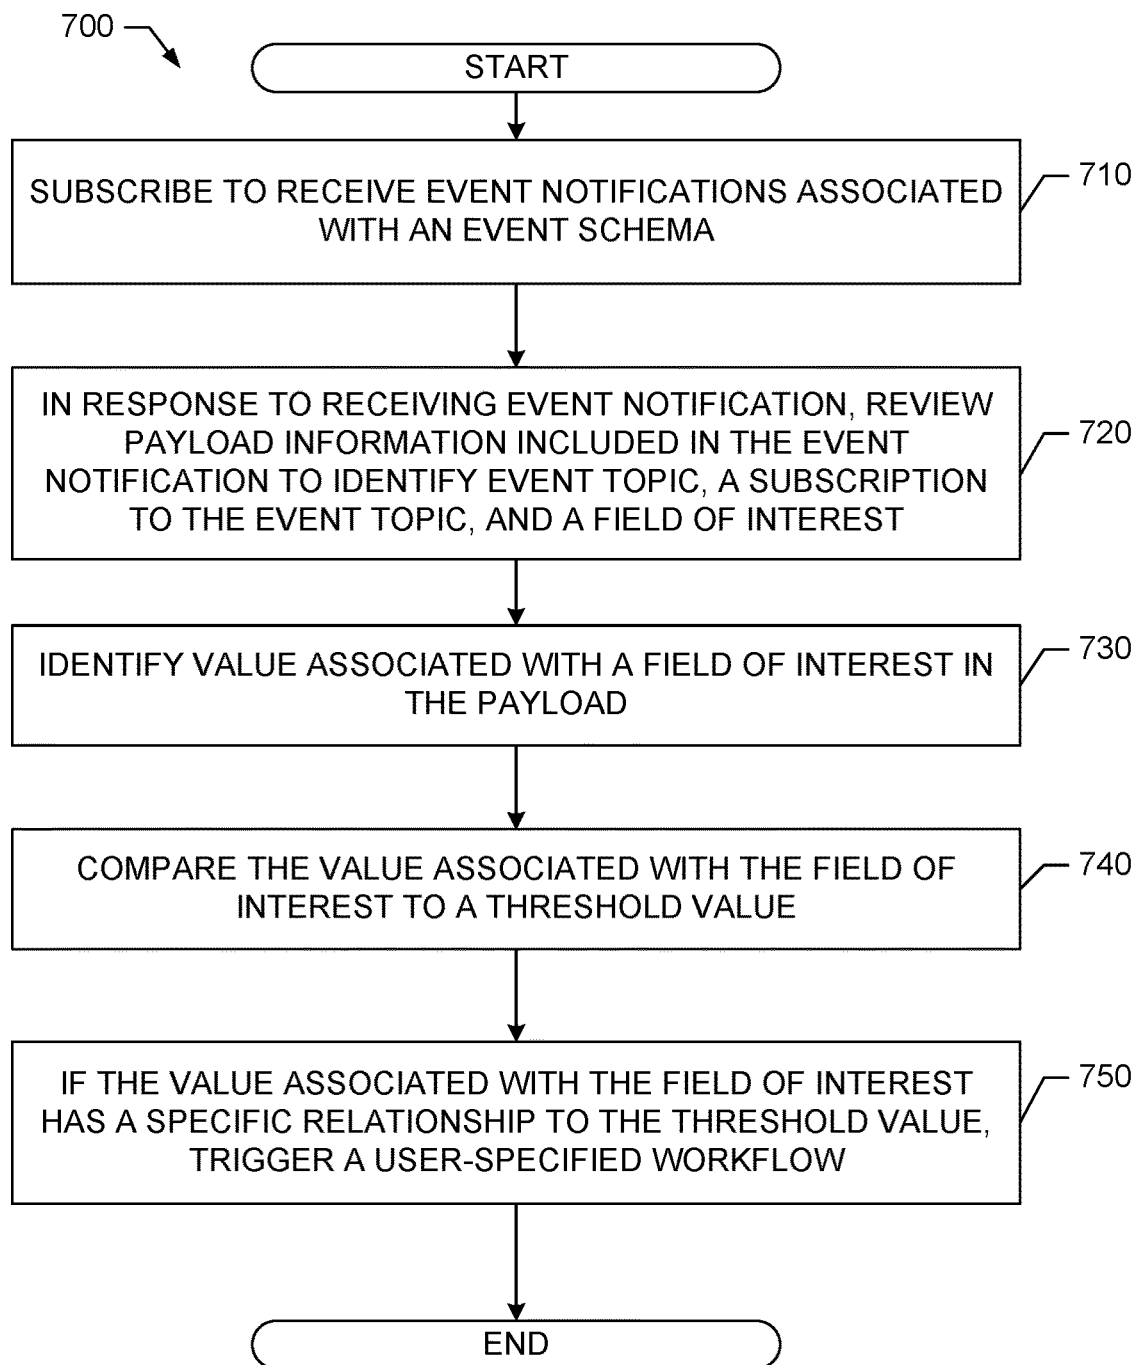 700
START
SUBSCRIBE TO RECEIVE EVENT NOTIFICATIONS ASSOCIATED
WITH AN EVENT SCHEMA
710
IN RESPONSE TO RECEIVING EVENT NOTIFICATION, REVIEW
PAYLOAD INFORMATION INCLUDED IN THE EVENT
NOTIFICATION TO IDENTIFY EVENT TOPIC, A SUBSCRIPTION
TO THE EVENT TOPIC, AND A FIELD OF INTEREST
720
IDENTIFY VALUE ASSOCIATED WITH A FIELD OF INTEREST IN
THE PAYLOAD
730
COMPARE THE VALUE ASSOCIATED WITH THE FIELD OF
INTEREST TO A THRESHOLD VALUE
740
IF THE VALUE ASSOCIATED WITH THE FIELD OF INTEREST
HAS A SPECIFIC RELATIONSHIP TO THE THRESHOLD VALUE,
TRIGGER A USER-SPECIFIED WORKFLOW
750
END